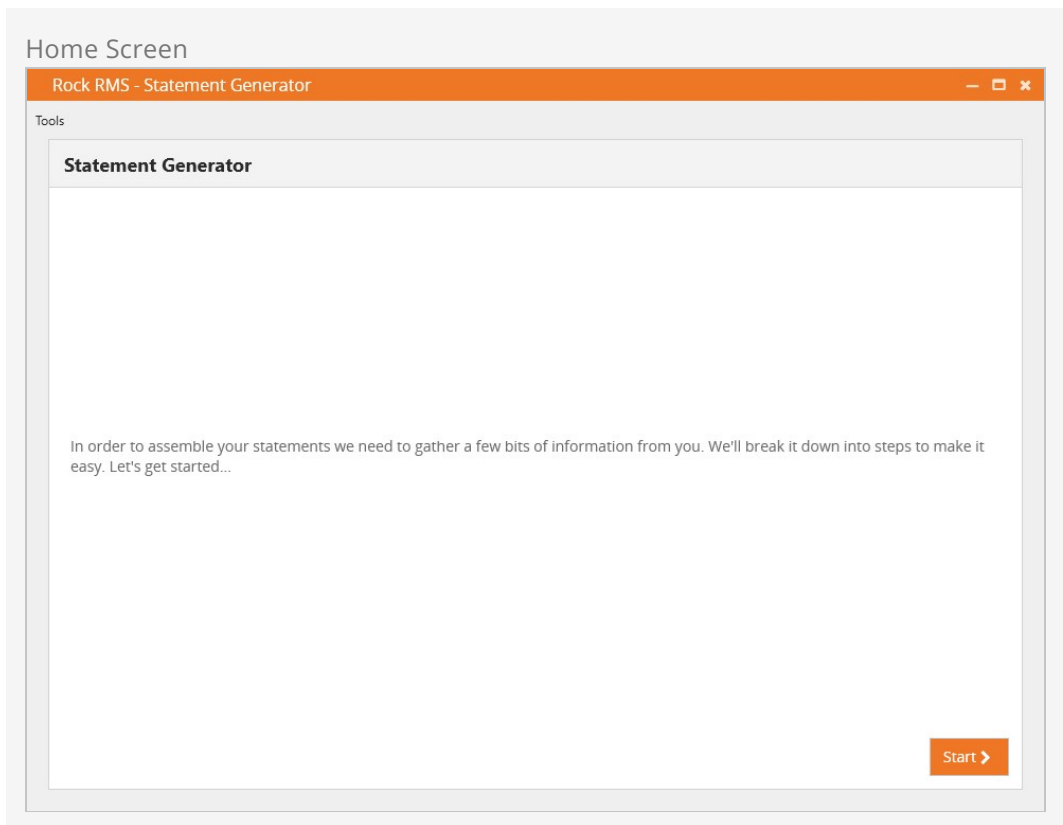 Home Screen
Rock RMS - Statement Generator
Tools
Statement Generator
In order to assemble your statements we need to gather a few bits of information from you. We'll break it down into steps to make it
easy. Let's get started...
Start